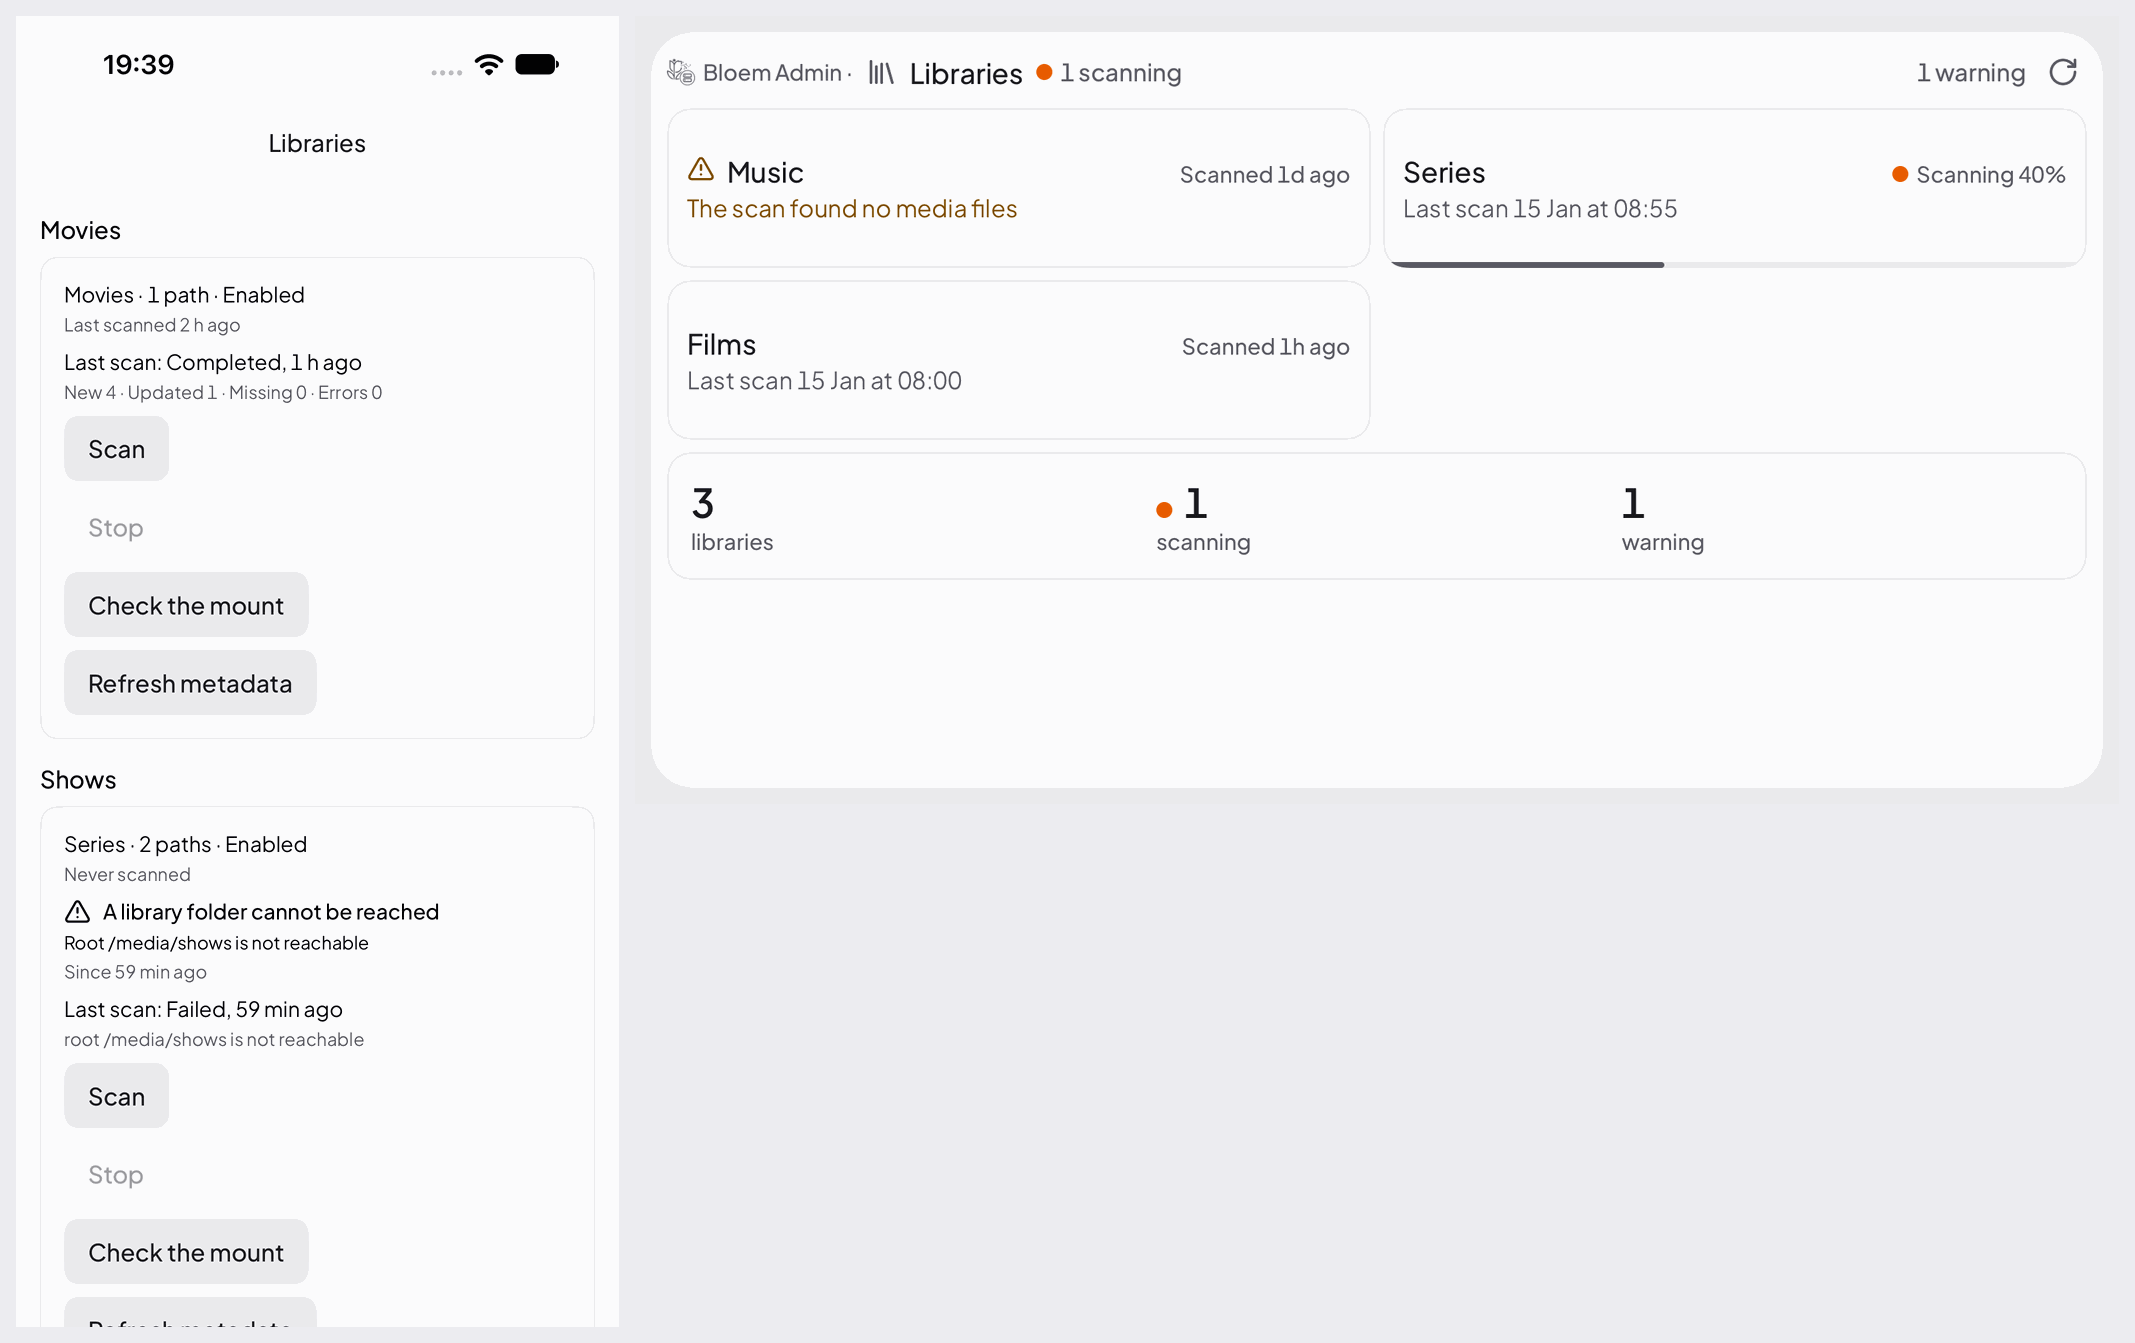 19:39
Libraries
Movies
Movies · 1 path · Enabled
Last scanned 2 h ago
Last scan: Completed, 1 h ago
New 4 · Updated 1 · Missing 0 · Errors 0
Scan
Stop
Check the mount
Refresh metadata
Shows
Series · 2 paths · Enabled
Never scanned
A library folder cannot be reached
Root /media/shows is not reachable
Since 59 min ago
Last scan: Failed, 59 min ago
root /media/shows is not reachable
Scan
Stop
Check the mount
Refresh metadata
Bloem Admin · Libraries 1 scanning 1 warning
Music Scanned 1d ago
The scan found no media files
Series Scanning 40%
Last scan 15 Jan at 08:55
Films Scanned 1h ago
Last scan 15 Jan at 08:00
3 1 1
libraries scanning warning